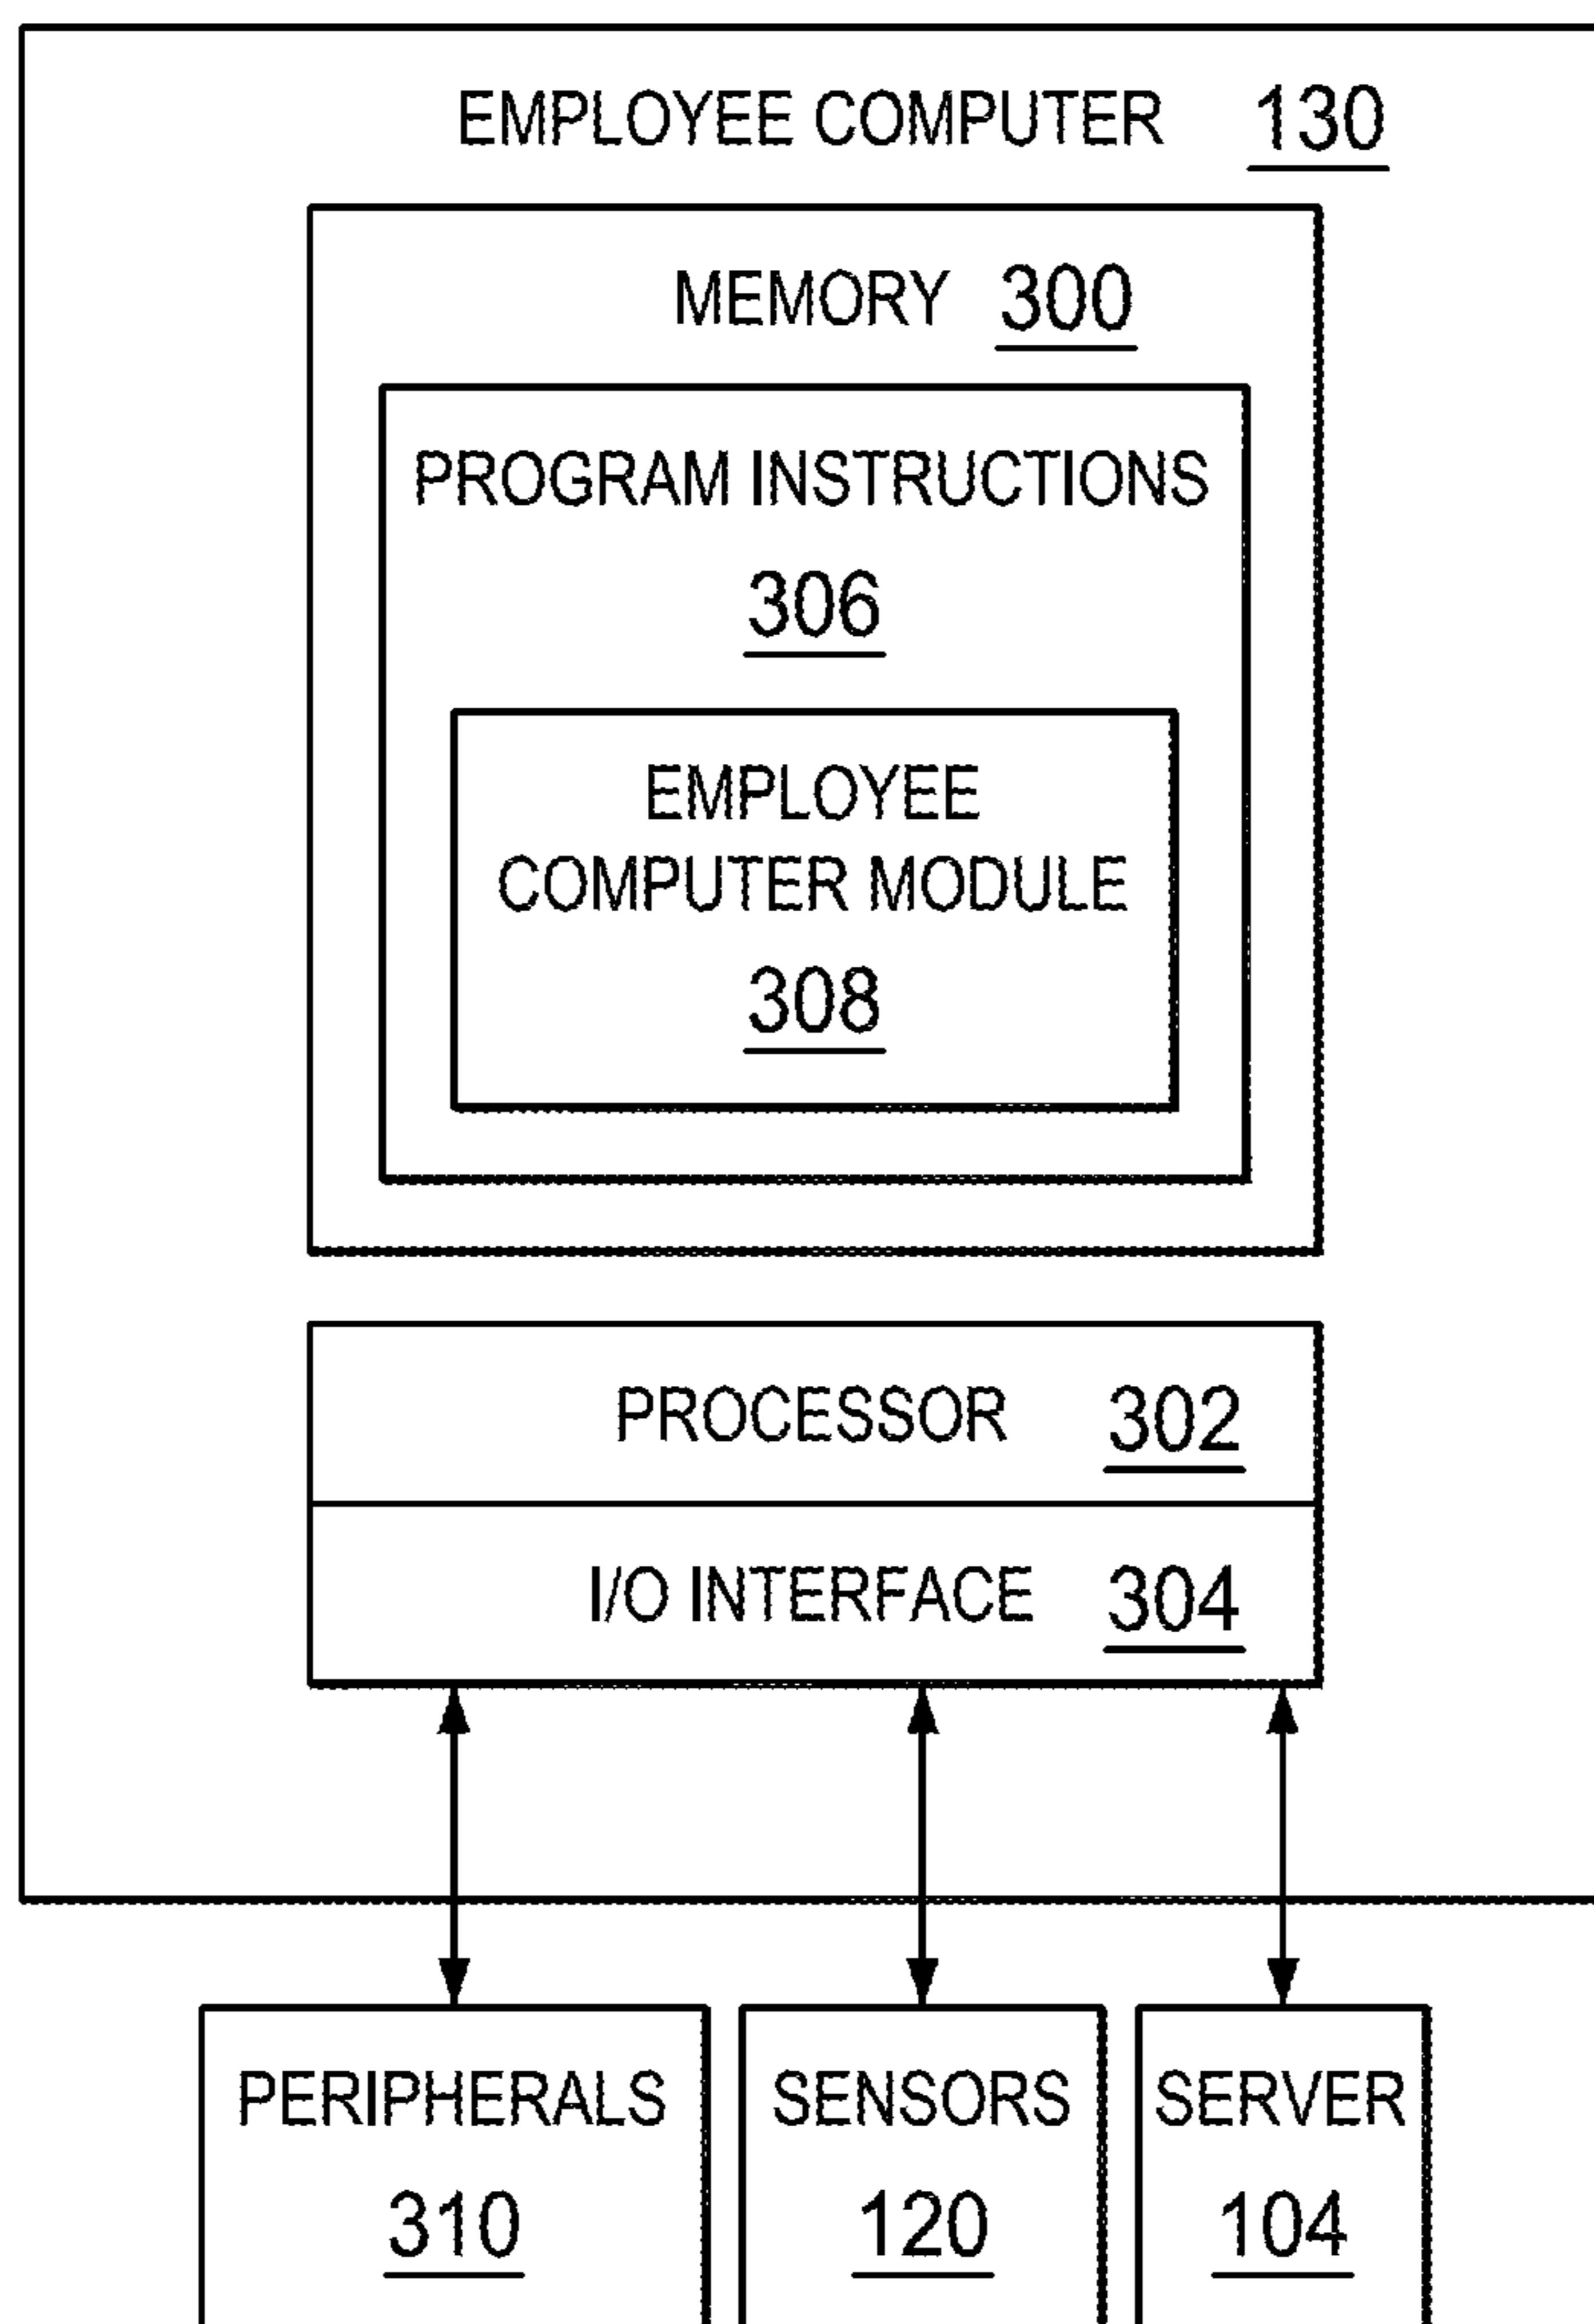 EMPLOYEE COMPUTER 130
MEMORY 300
PROGRAM INSTRUCTIONS
306
EMPLOYEE
COMPUTER MODULE
308
PROCESSOR 302
I/O INTERFACE 304
PERIPHERALS SENSORS SERVER
310 120 104